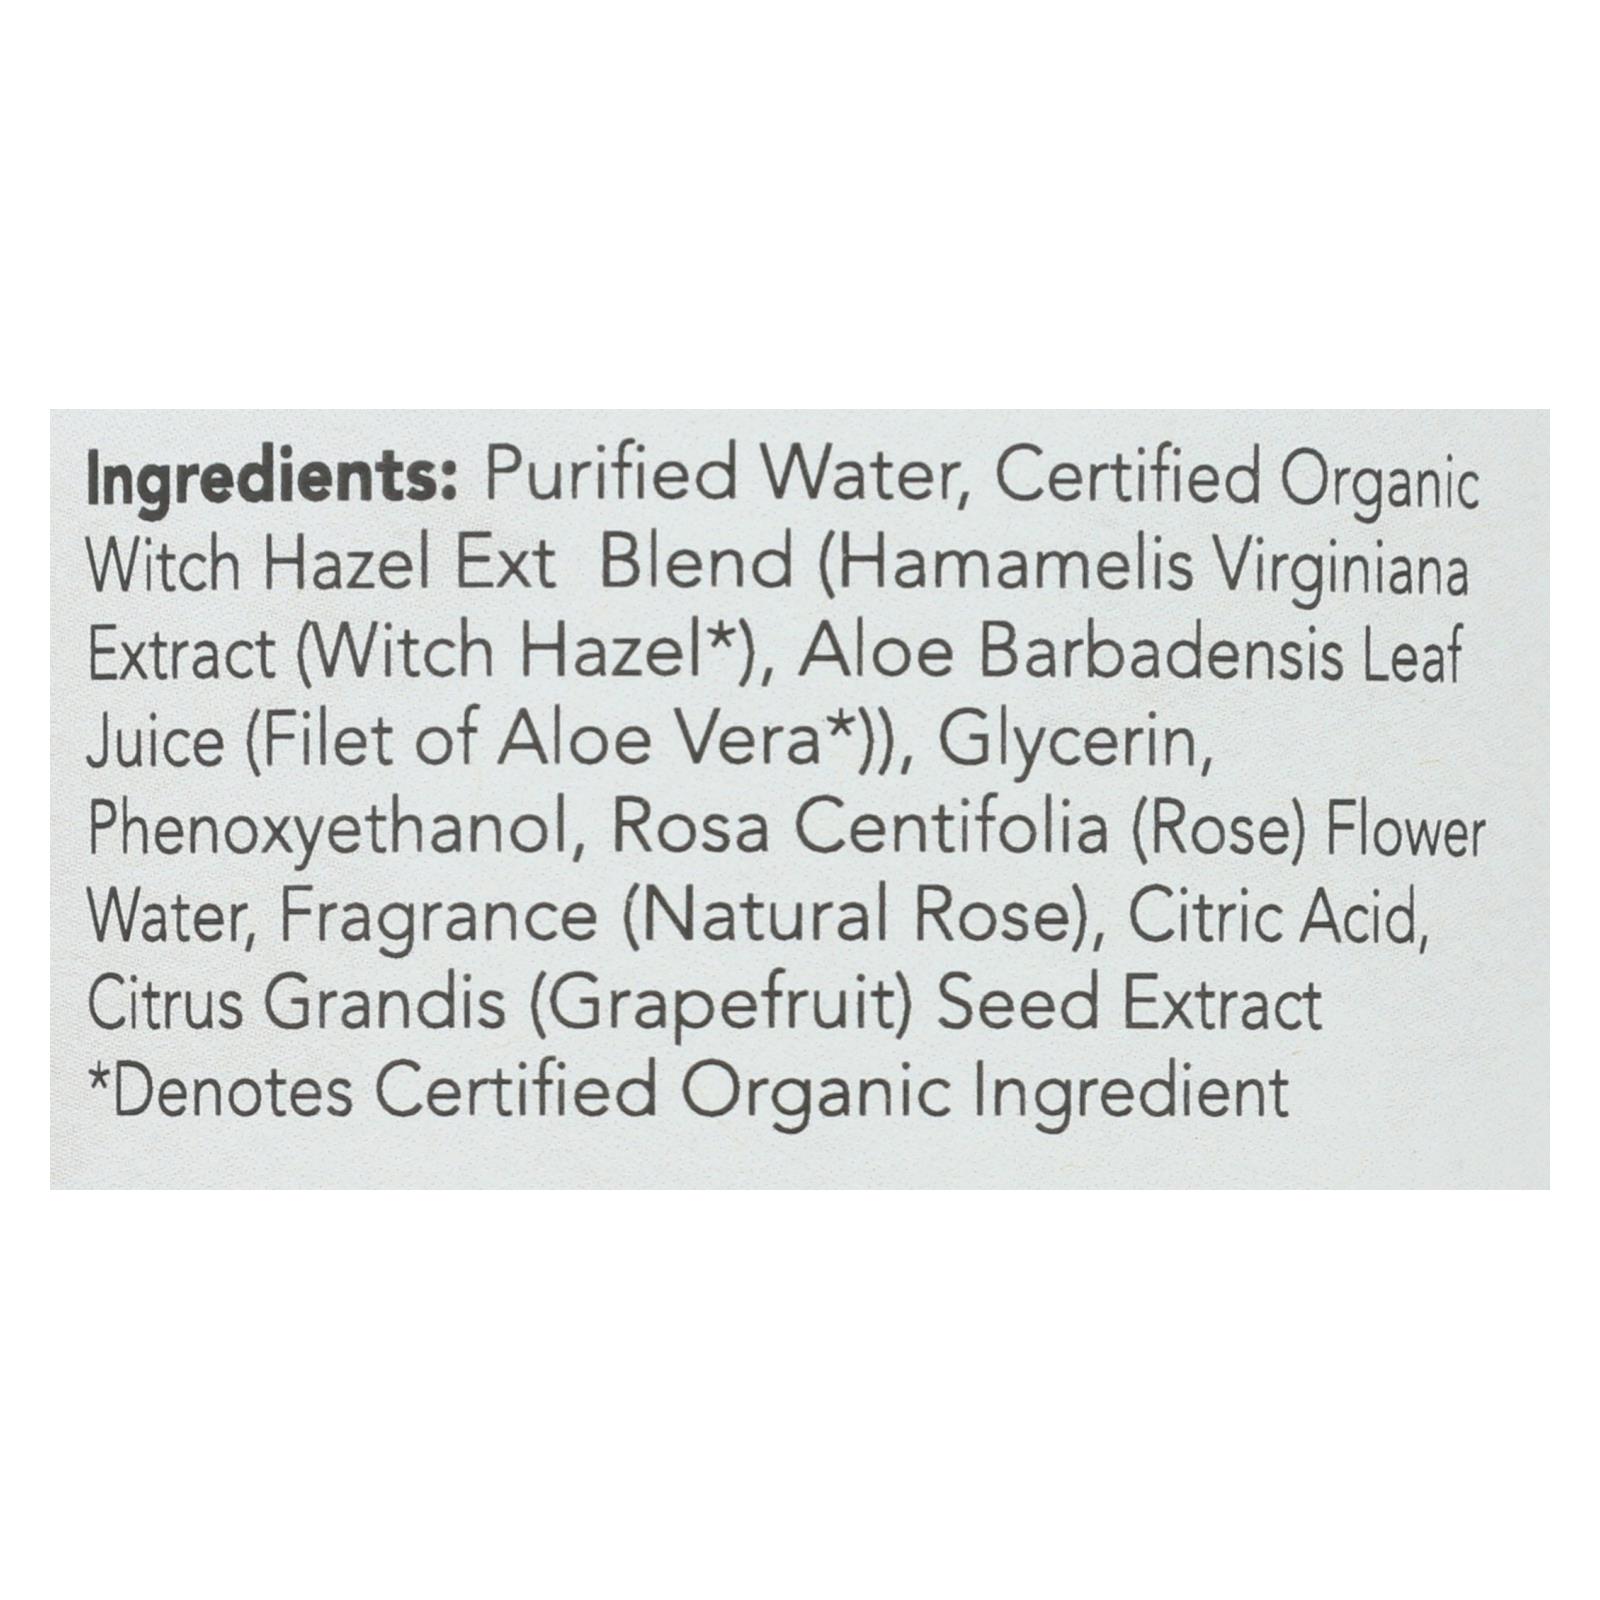 Ingredients: Purified Water, Certified Organic
Witch Hazel Ext Blend (Hamamelis Virginiana
Extract (Witch Hazel*), Aloe Barbadensis Leaf
Juice (Filet of Aloe Vera*)), Glycerin,
Phenoxyethanol, Rosa Centifolia (Rose) Flower
Water, Fragrance (Natural Rose), Citric Acid,
Citrus Grandis (Grapefruit) Seed Extract
*Denotes Certified Organic Ingredient